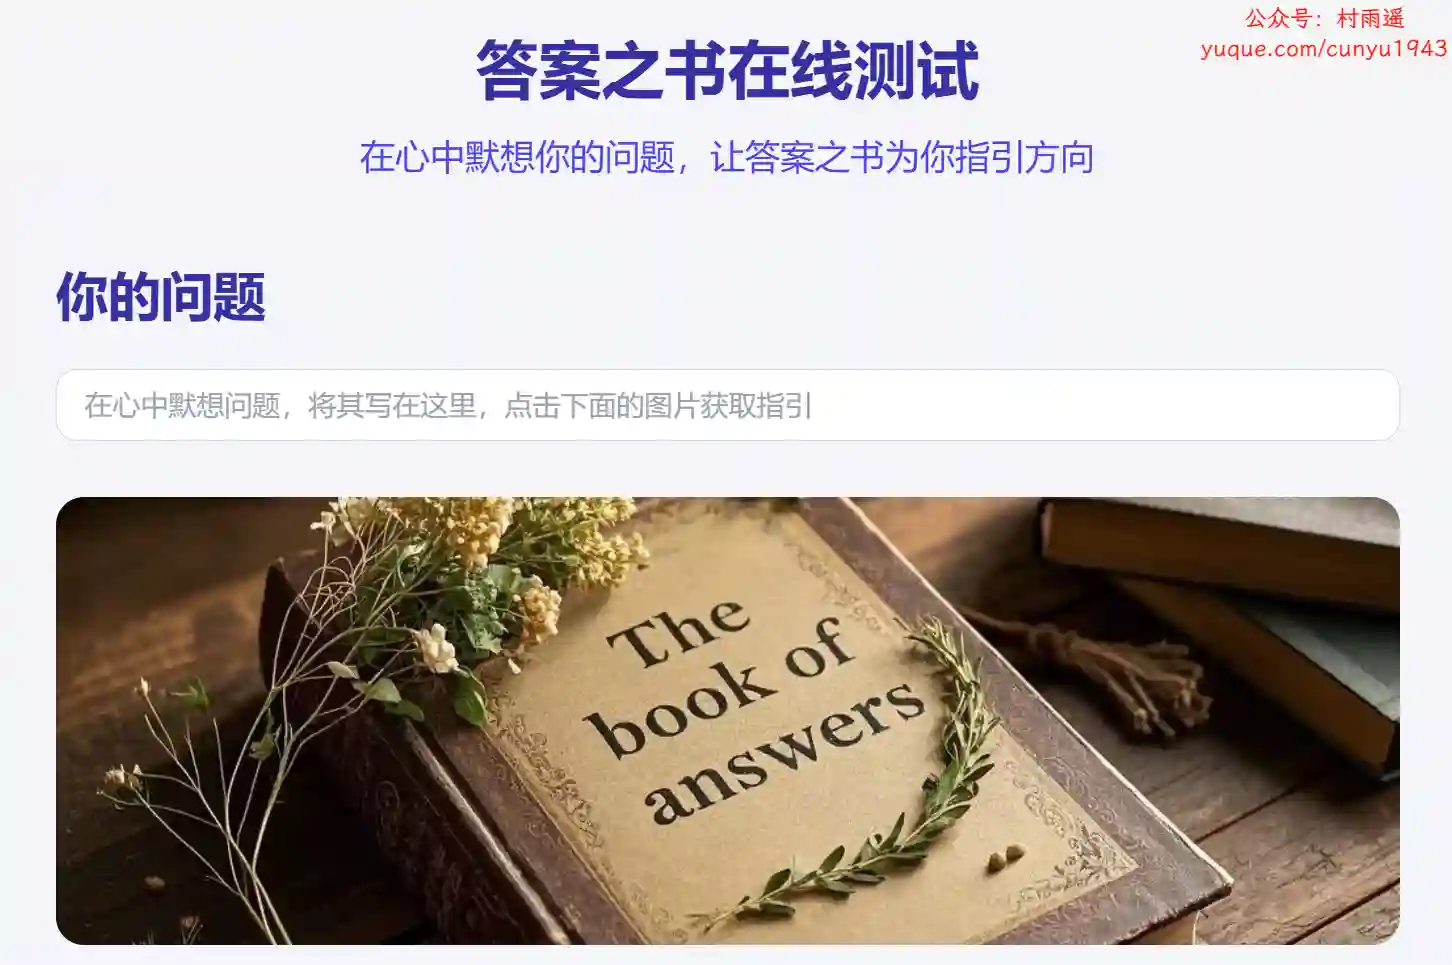 公众号：村雨遥
yuque.com/cunyu1943
答案之书在线测试
在心中默想你的问题，让答案之书为你指引方向
你的问题
在心中默想问题，将其写在这里，点击下面的图片获取指引
The
book of
answers